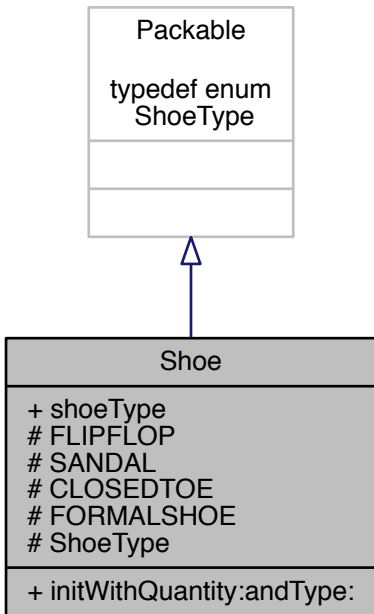 Packable
typedef enum
ShoeType
Shoe
+ shoeType
# FLIPFLOP
# SANDAL
# CLOSEDTOE
# FORMALSHOE
# ShoeType
+ initWithQuantity:andType: